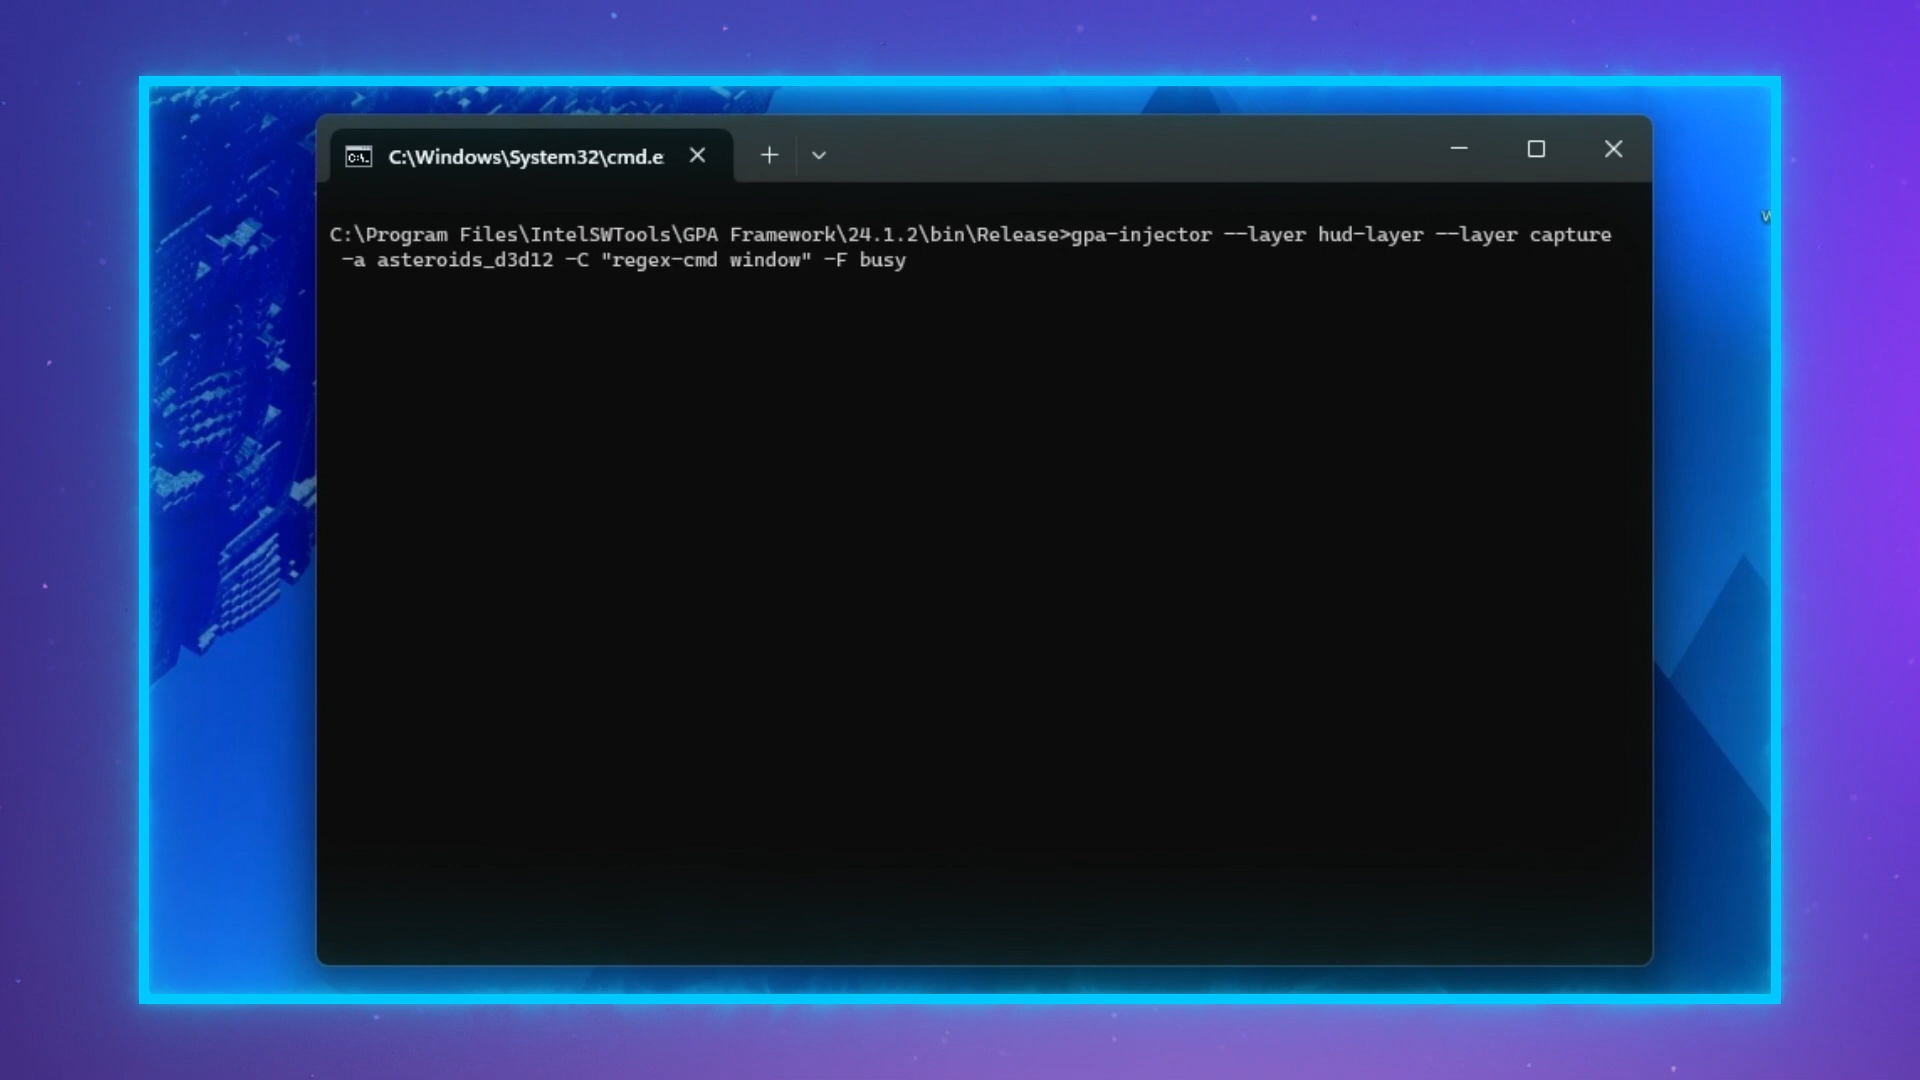 C:\Windows\System32\cmd.e
C:\Program Files\IntelSWTools\GPA Framework\24.1.2\bin\Release>gpa-injector --layer hud-layer --layer capture
-a asteroids_d3d12 -C "regex-cmd window" -F busy